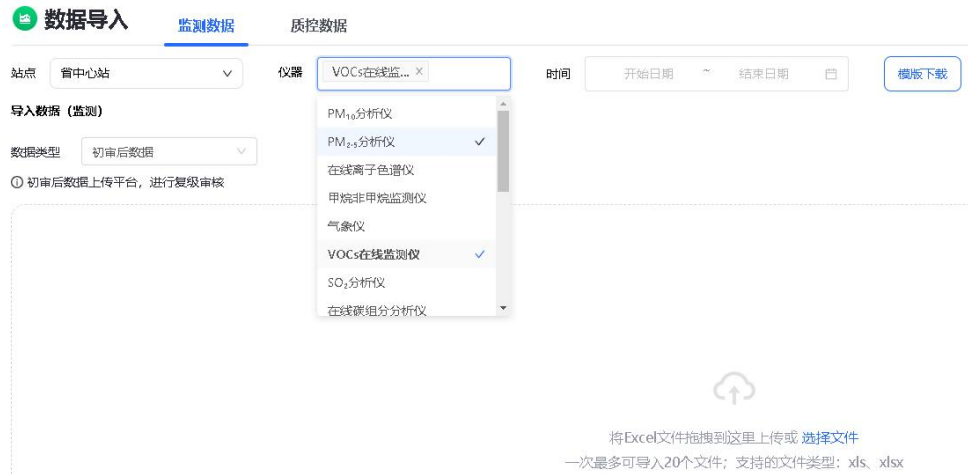 数据导入 监测数据 质控数据
站点 省中心站 仪器 VOCs在线监... × 时间 开始日期 ~ 结束日期 模版下载
导入数据（监测）
数据类型 初审后数据
初审后数据上传平台，进行复级审核
PM₁₀分析仪
PM₂.₅分析仪
在线离子色谱仪
甲烷非甲烷监测仪
气象仪
VOCs在线监测仪
SO₂分析仪
在线碳组分分析仪
将Excel文件拖拽到这里上传或 选择文件
一次最多可导入20个文件；支持的文件类型：xls、xlsx